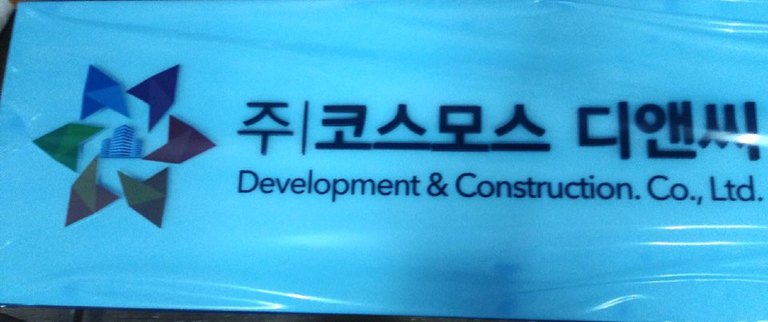 주|코스모스 디앤씨
Development & Construction. Co., Ltd.